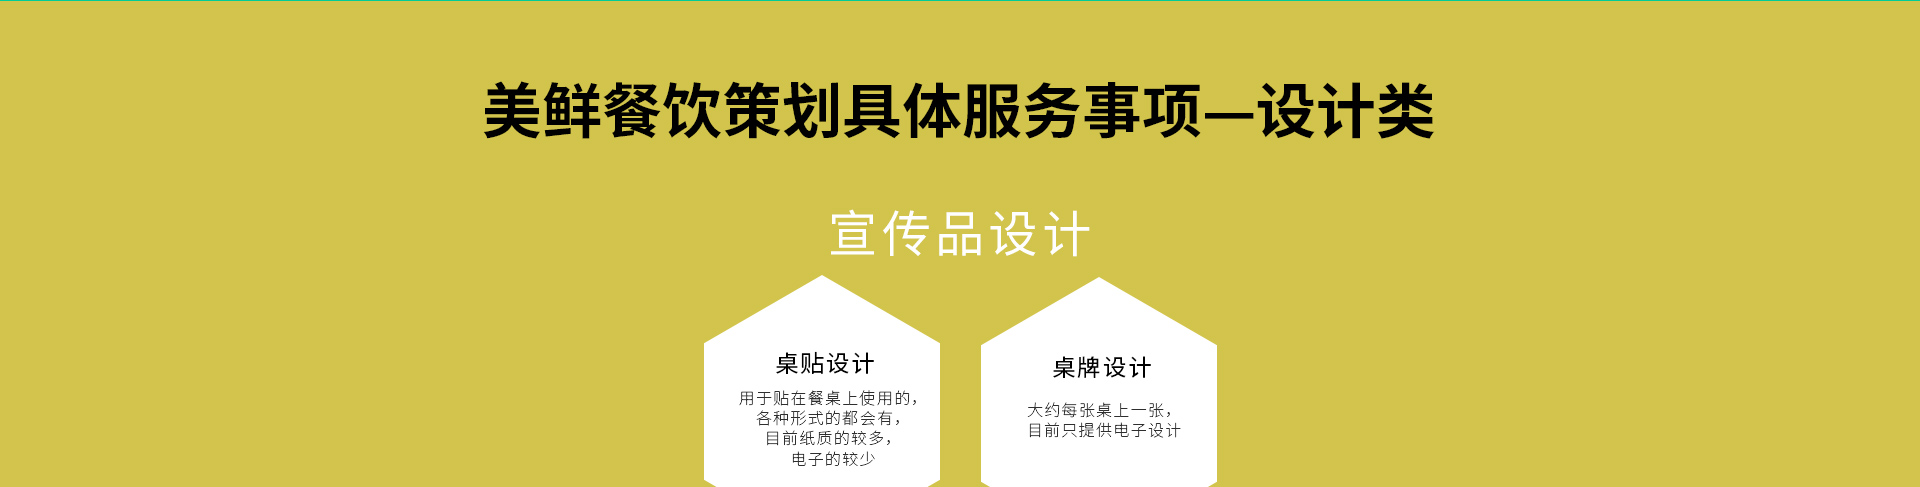 美鲜餐饮策划具体服务事项—设计类
宣传品设计
桌贴设计
用于贴在餐桌上使用的，
各种形式的都会有，
目前纸质的较多，
电子的较少
桌牌设计
大约每张桌上一张，
目前只提供电子设计